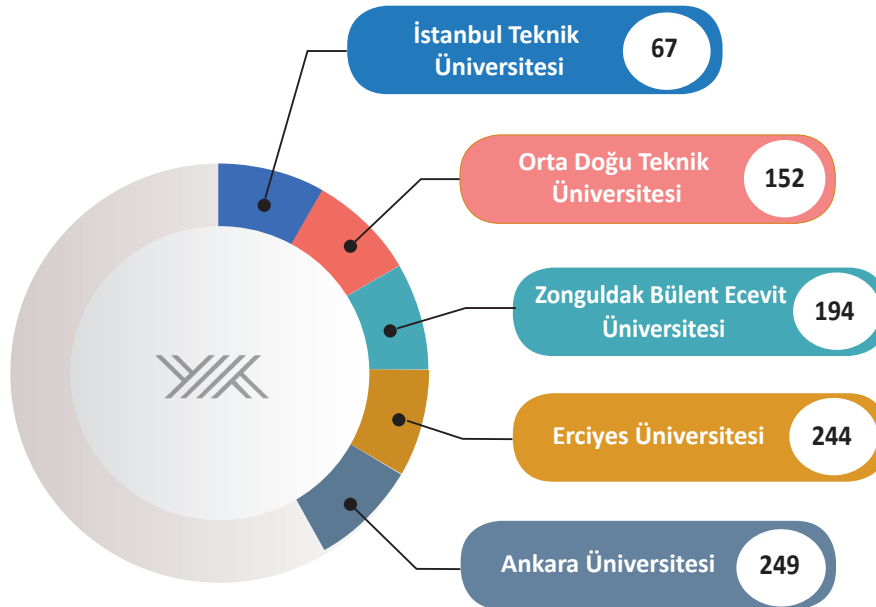 İstanbul Teknik
Üniversitesi
67
Orta Doğu Teknik
Üniversitesi
152
Zonguldak Bülent Ecevit
Üniversitesi
194
Erciyes Üniversitesi
244
Ankara Üniversitesi
249